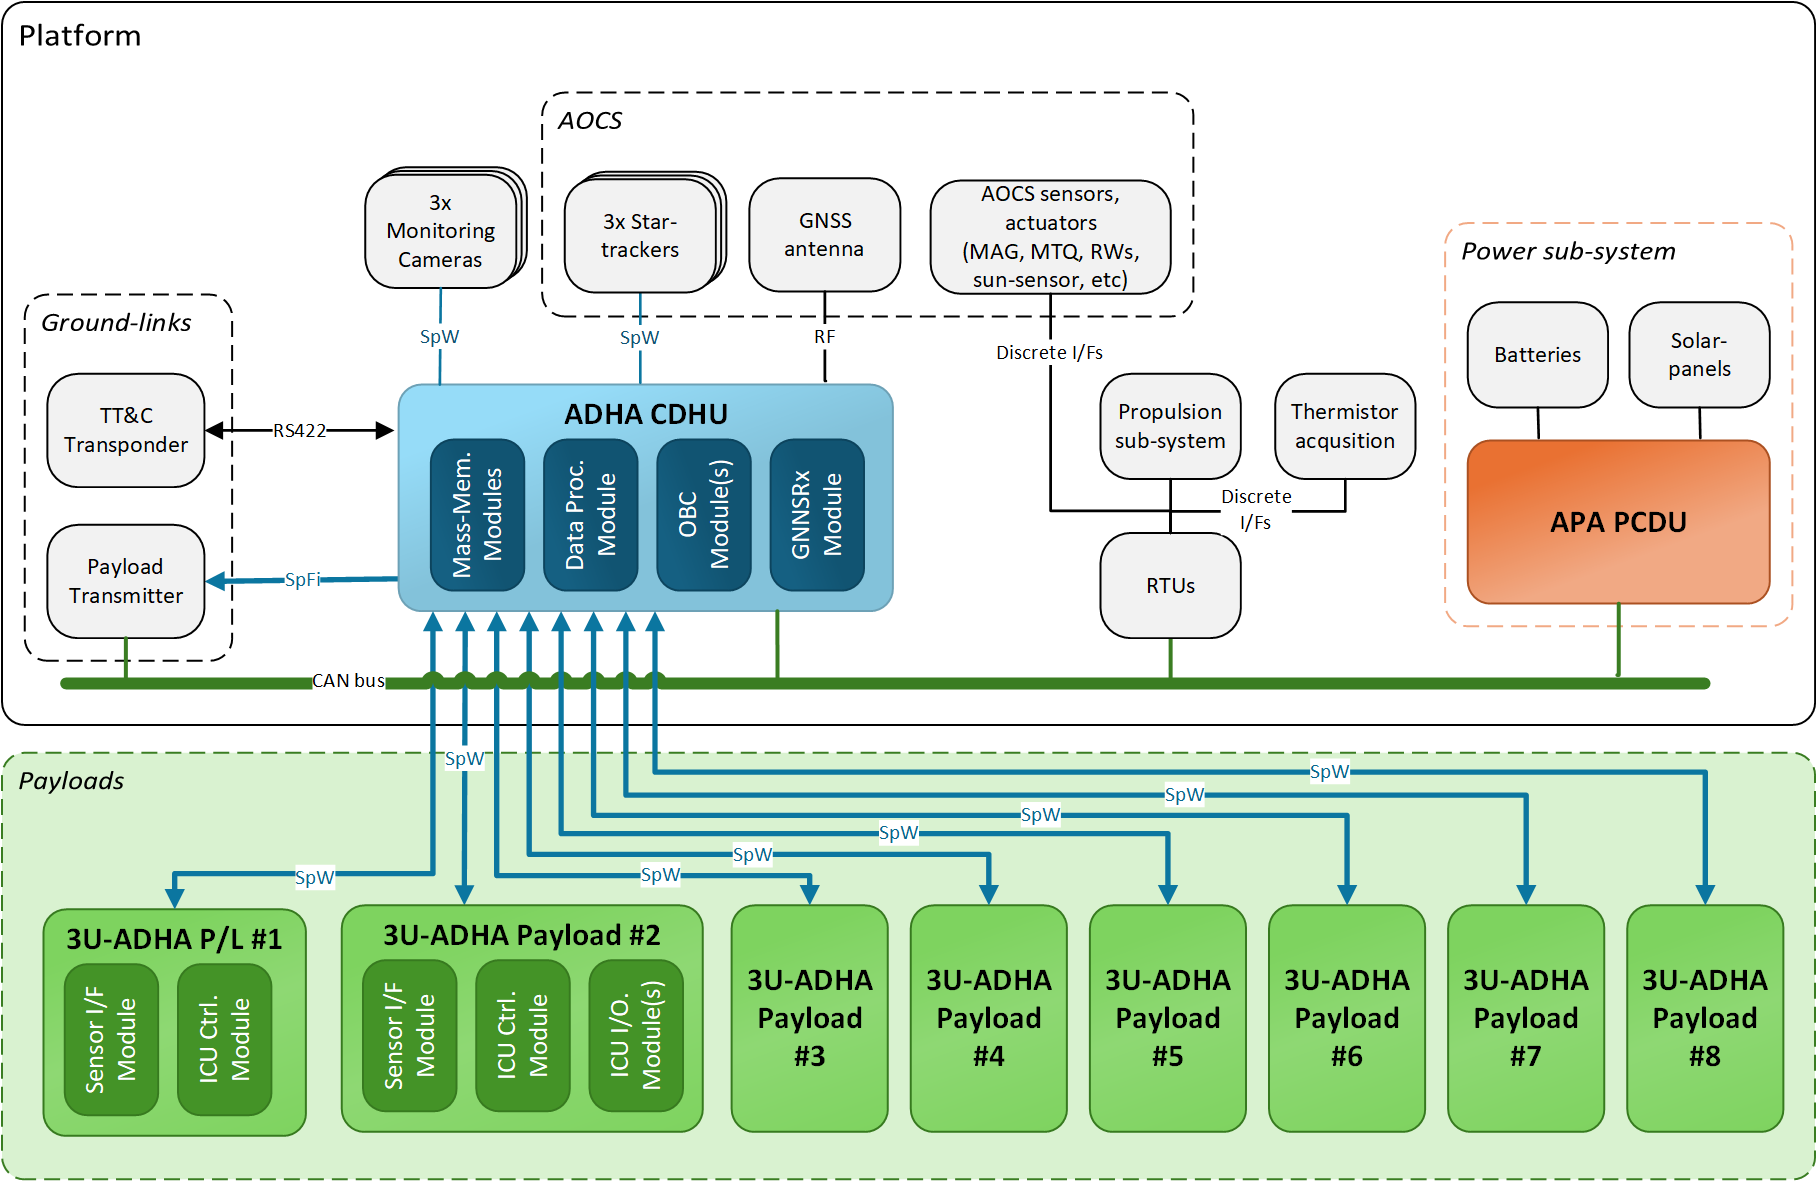 Platform
AOCS
3x
Monitoring
Cameras
3x Star-
trackers
GNSS
antenna
AOCS sensors,
actuators
(MAG, MTQ, RWs,
sun-sensor, etc)
Power sub-system
Batteries
Solar-
panels
Ground-links
SpW
SpW
RF
Discrete I/Fs
TT&C
Transponder
RS422
ADHA CDHU
Mass-Mem.
Modules
Data Proc.
Module
OBC
Module(s)
GNNSRx
Module
Propulsion
sub-system
Thermistor
acqusition
Discrete
I/Fs
APA PCDU
Payload
Transmitter
SpFi
RTUs
CAN bus
Payloads
SpW
SpW
SpW
SpW
SpW
SpW
SpW
SpW
3U-ADHA P/L #1
Sensor I/F
Module
ICU Ctrl.
Module
3U-ADHA Payload #2
Sensor I/F
Module
ICU Ctrl.
Module
ICU I/O.
Module(s)
3U-ADHA
Payload
#3
3U-ADHA
Payload
#4
3U-ADHA
Payload
#5
3U-ADHA
Payload
#6
3U-ADHA
Payload
#7
3U-ADHA
Payload
#8